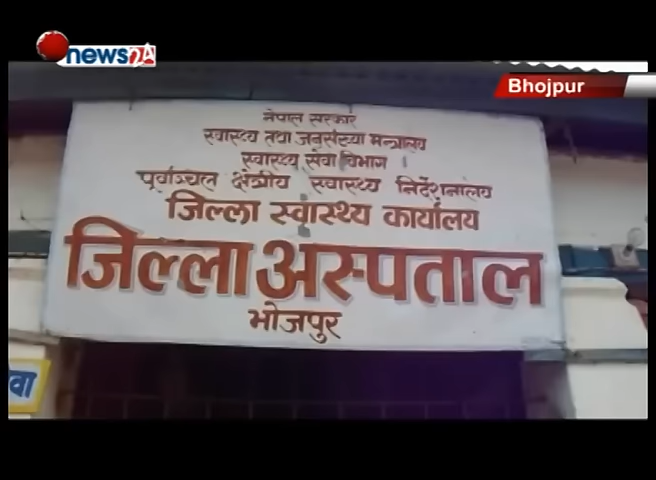 news24
Bhojpur
नेपाल सरकार
स्वास्थ्य तथा जनसंख्या मन्त्रालय
स्वास्थ्य सेवा विभाग
पूर्वाञ्चल क्षेत्रीय स्वास्थ्य निर्देशनालय
जिल्ला स्वास्थ्य कार्यालय
जिल्ला अस्पताल
भोजपुर
वा